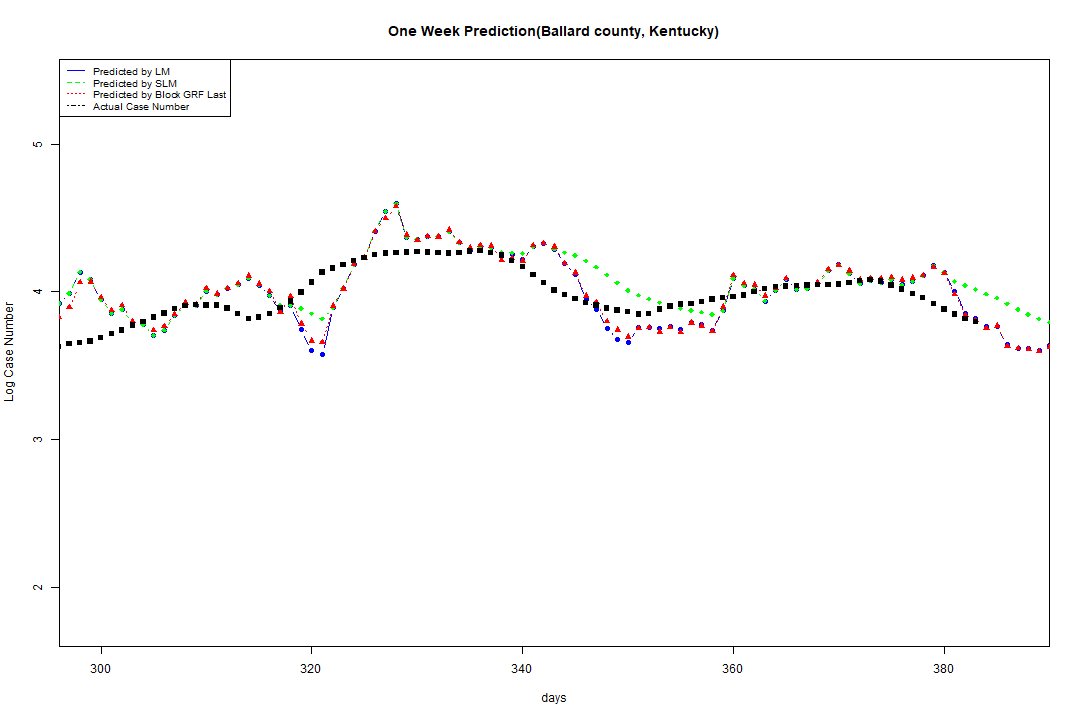 One Week Prediction(Ballard county, Kentucky)
Predicted by LM
Predicted by SLM
Predicted by Block GRF Last
Actual Case Number
5
4
3
2
Log Case Number
300 320 340 360 380
days